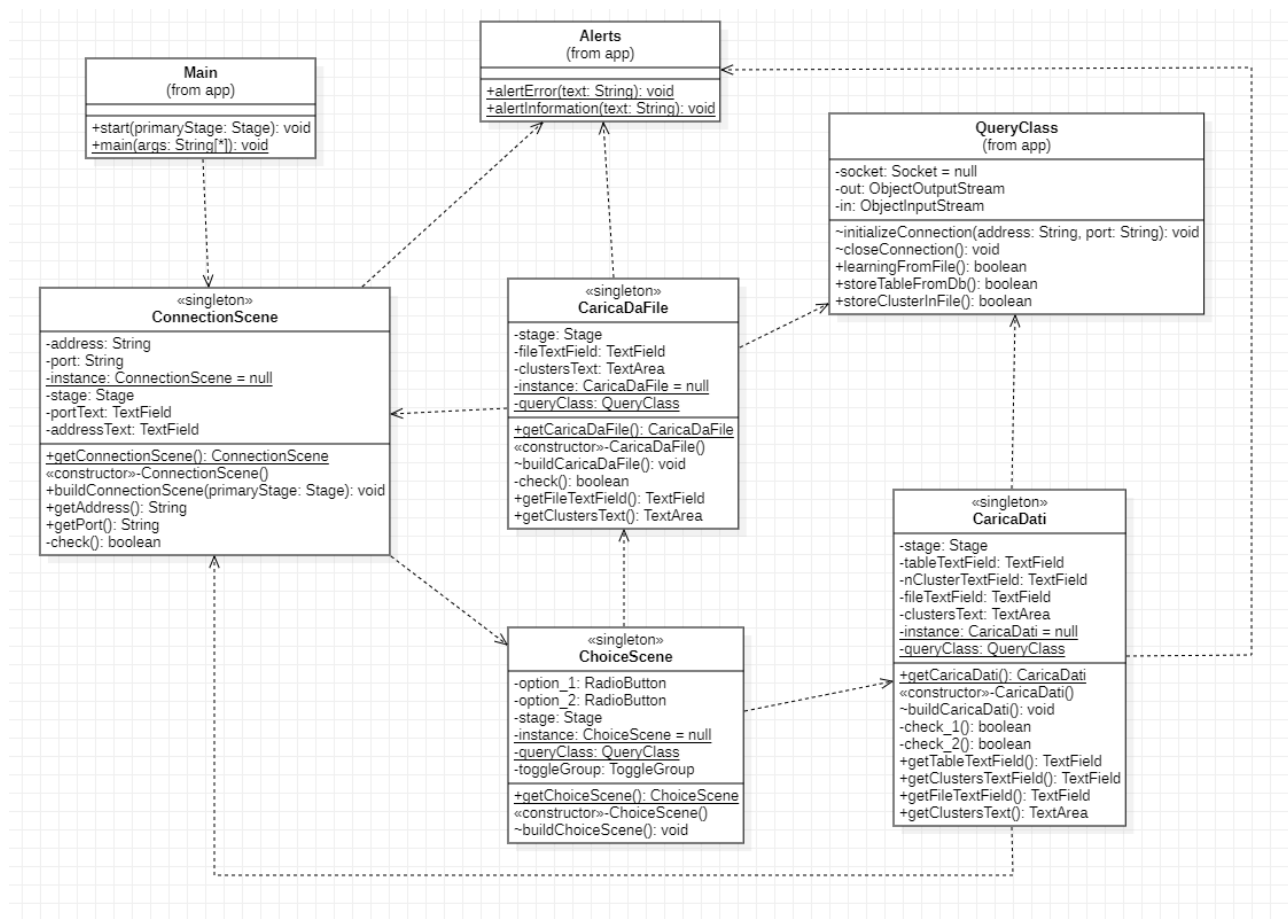 Main
(from app)
+start(primaryStage: Stage): void
+main(args: String[*]): void
Alerts
(from app)
+alertError(text: String): void
+alertInformation(text: String): void
QueryClass
(from app)
-socket: Socket = null
-out: ObjectOutputStream
-in: ObjectInputStream
~initializeConnection(address: String, port: String): void
~closeConnection(): void
+learningFromFile(): boolean
+storeTableFromDb(): boolean
+storeClusterInFile(): boolean
«singleton»
ConnectionScene
-address: String
-port: String
-instance: ConnectionScene = null
-stage: Stage
-portText: TextField
-addressText: TextField
+getConnectionScene(): ConnectionScene
«constructor»-ConnectionScene()
+buildConnectionScene(primaryStage: Stage): void
+getAddress(): String
+getPort(): String
-check(): boolean
«singleton»
CaricaDaFile
-stage: Stage
-fileTextField: TextField
-clustersText: TextArea
-instance: CaricaDaFile = null
-queryClass: QueryClass
+getCaricaDaFile(): CaricaDaFile
«constructor»-CaricaDaFile()
~buildCaricaDaFile(): void
-check(): boolean
+getFileTextField(): TextField
+getClustersText(): TextArea
«singleton»
ChoiceScene
-option_1: RadioButton
-option_2: RadioButton
-stage: Stage
-instance: ChoiceScene = null
-queryClass: QueryClass
-toggleGroup: ToggleGroup
+getChoiceScene(): ChoiceScene
«constructor»-ChoiceScene()
~buildChoiceScene(): void
«singleton»
CaricaDati
-stage: Stage
-tableTextField: TextField
-nClusterTextField: TextField
-fileTextField: TextField
-clustersText: TextArea
-instance: CaricaDati = null
-queryClass: QueryClass
+getCaricaDati(): CaricaDati
«constructor»-CaricaDati()
~buildCaricaDati(): void
-check_1(): boolean
-check_2(): boolean
+getTableTextField(): TextField
+getClustersTextField(): TextField
+getFileTextField(): TextField
+getClustersText(): TextArea